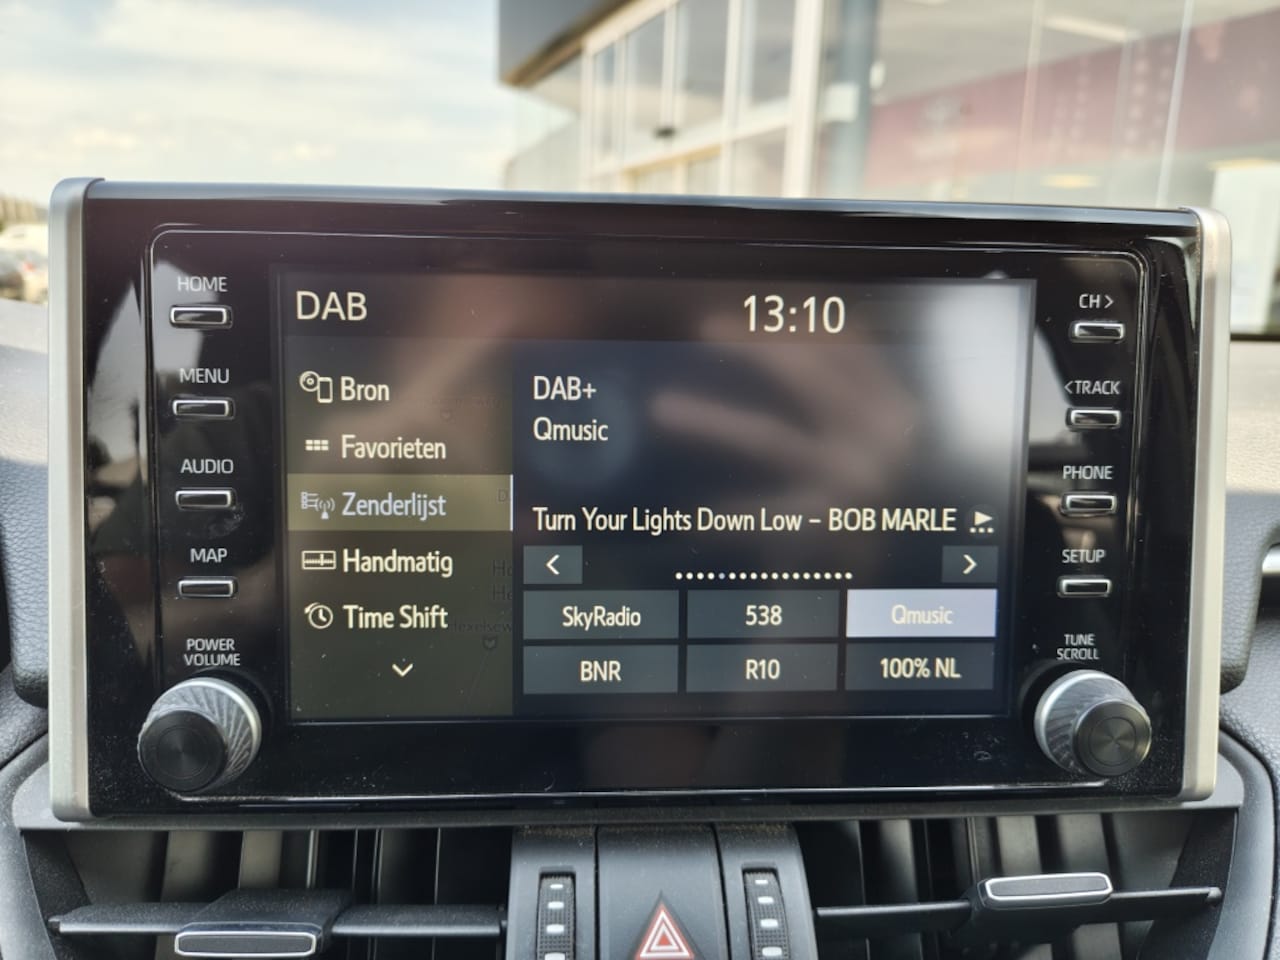 HOME
MENU
AUDIO
MAP
POWER
VOLUME
DAB
13:10
Bron
Favorieten
Zenderlijst
Handmatig
Time Shift
DAB+
Qmusic
Turn Your Lights Down Low – BOB MARLE
<
>
SkyRadio
538
Qmusic
BNR
R10
100% NL
CH >
<TRACK
PHONE
SETUP
TUNE
SCROLL